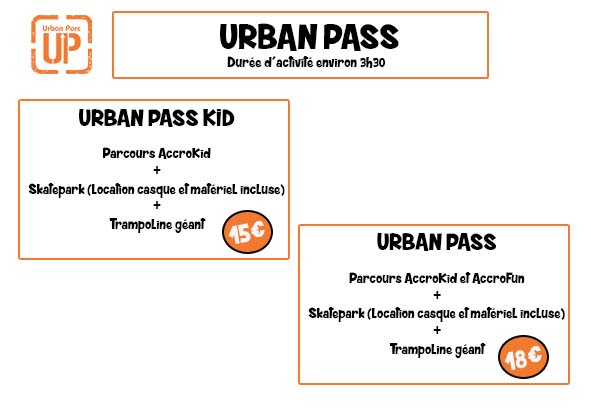 Urban Parc
UP
URBAN PASS
Durée d'activité environ 3h30
URBAN PASS KID
Parcours AccroKid
+
Skatepark (Location casque et matériel incluse)
+
Trampoline géant
15€
URBAN PASS
Parcours AccroKid et AccroFun
+
Skatepark (Location casque et matériel incluse)
+
Trampoline géant
18€